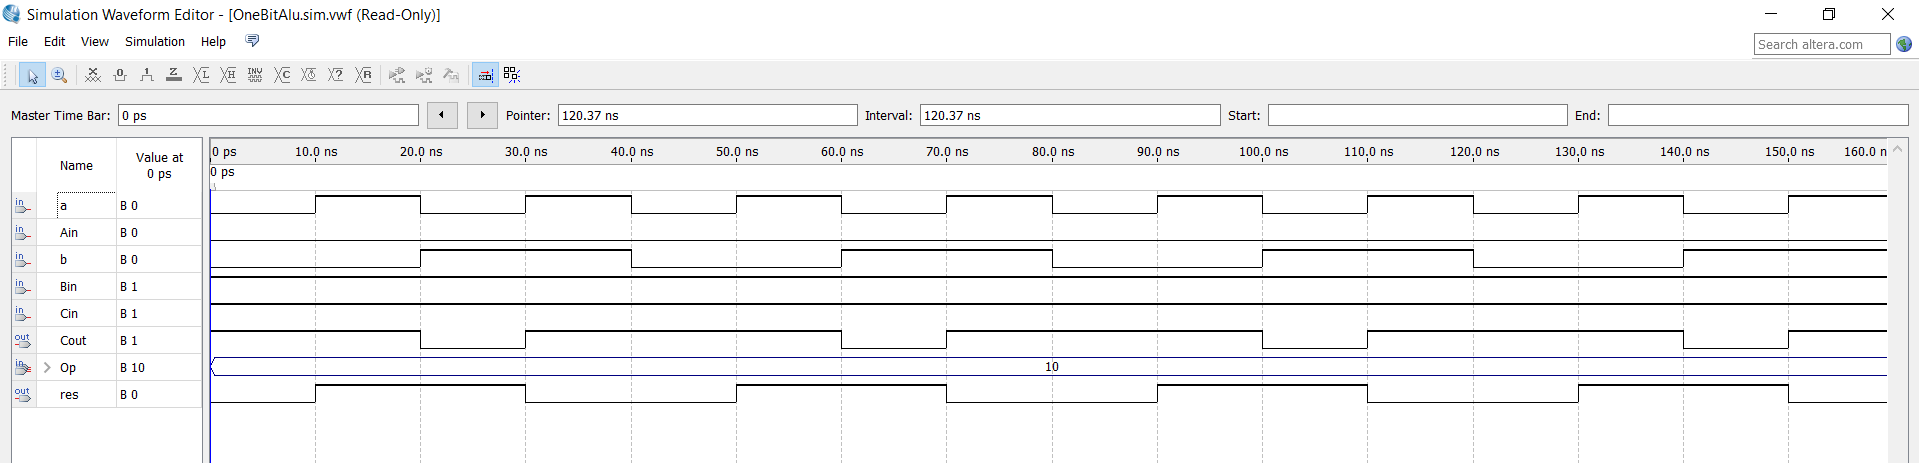 Simulation Waveform Editor - [OneBitAlu.sim.vwf (Read-Only)]
File Edit View Simulation Help
Search altera.com
Master Time Bar: 0 ps Pointer: 120.37 ns Interval: 120.37 ns Start: End:
Name Value at 0 ps
0 ps 10.0 ns 20.0 ns 30.0 ns 40.0 ns 50.0 ns 60.0 ns 70.0 ns 80.0 ns 90.0 ns 100.0 ns 110.0 ns 120.0 ns 130.0 ns 140.0 ns 150.0 ns 160.0 n
0 ps
in a B 0
in Ain B 0
in b B 0
in Bin B 1
in Cin B 1
out Cout B 1
in Op B 10 10
out res B 0